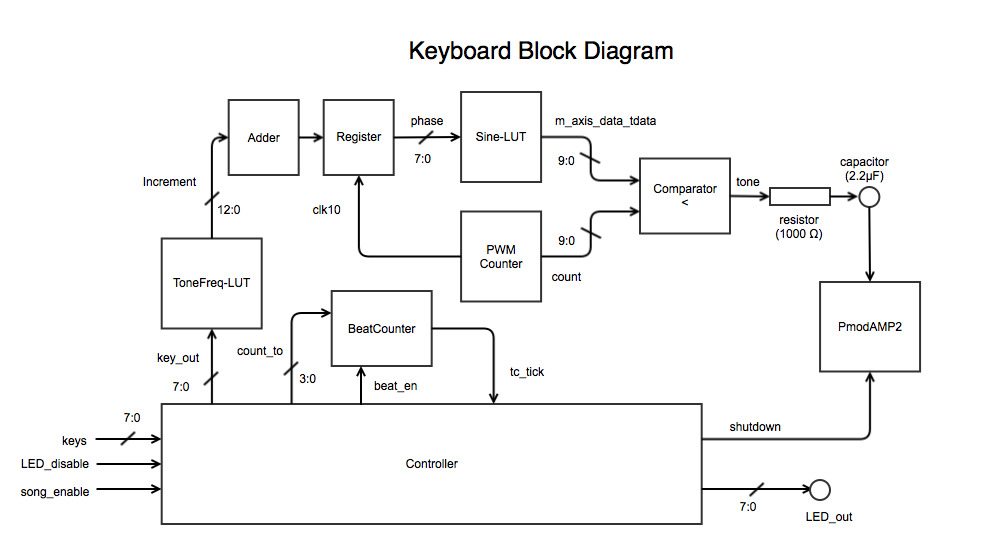 Keyboard Block Diagram
Adder
Register
phase
7:0
Sine-LUT
m_axis_data_tdata
9:0
Comparator
<
tone
resistor
(1000 Ω)
capacitor
(2.2µF)
Increment
12:0
clk10
PWM
Counter
9:0
count
ToneFreq-LUT
BeatCounter
PmodAMP2
key_out
7:0
count_to
3:0
beat_en
tc_tick
keys
7:0
LED_disable
song_enable
Controller
shutdown
7:0
LED_out